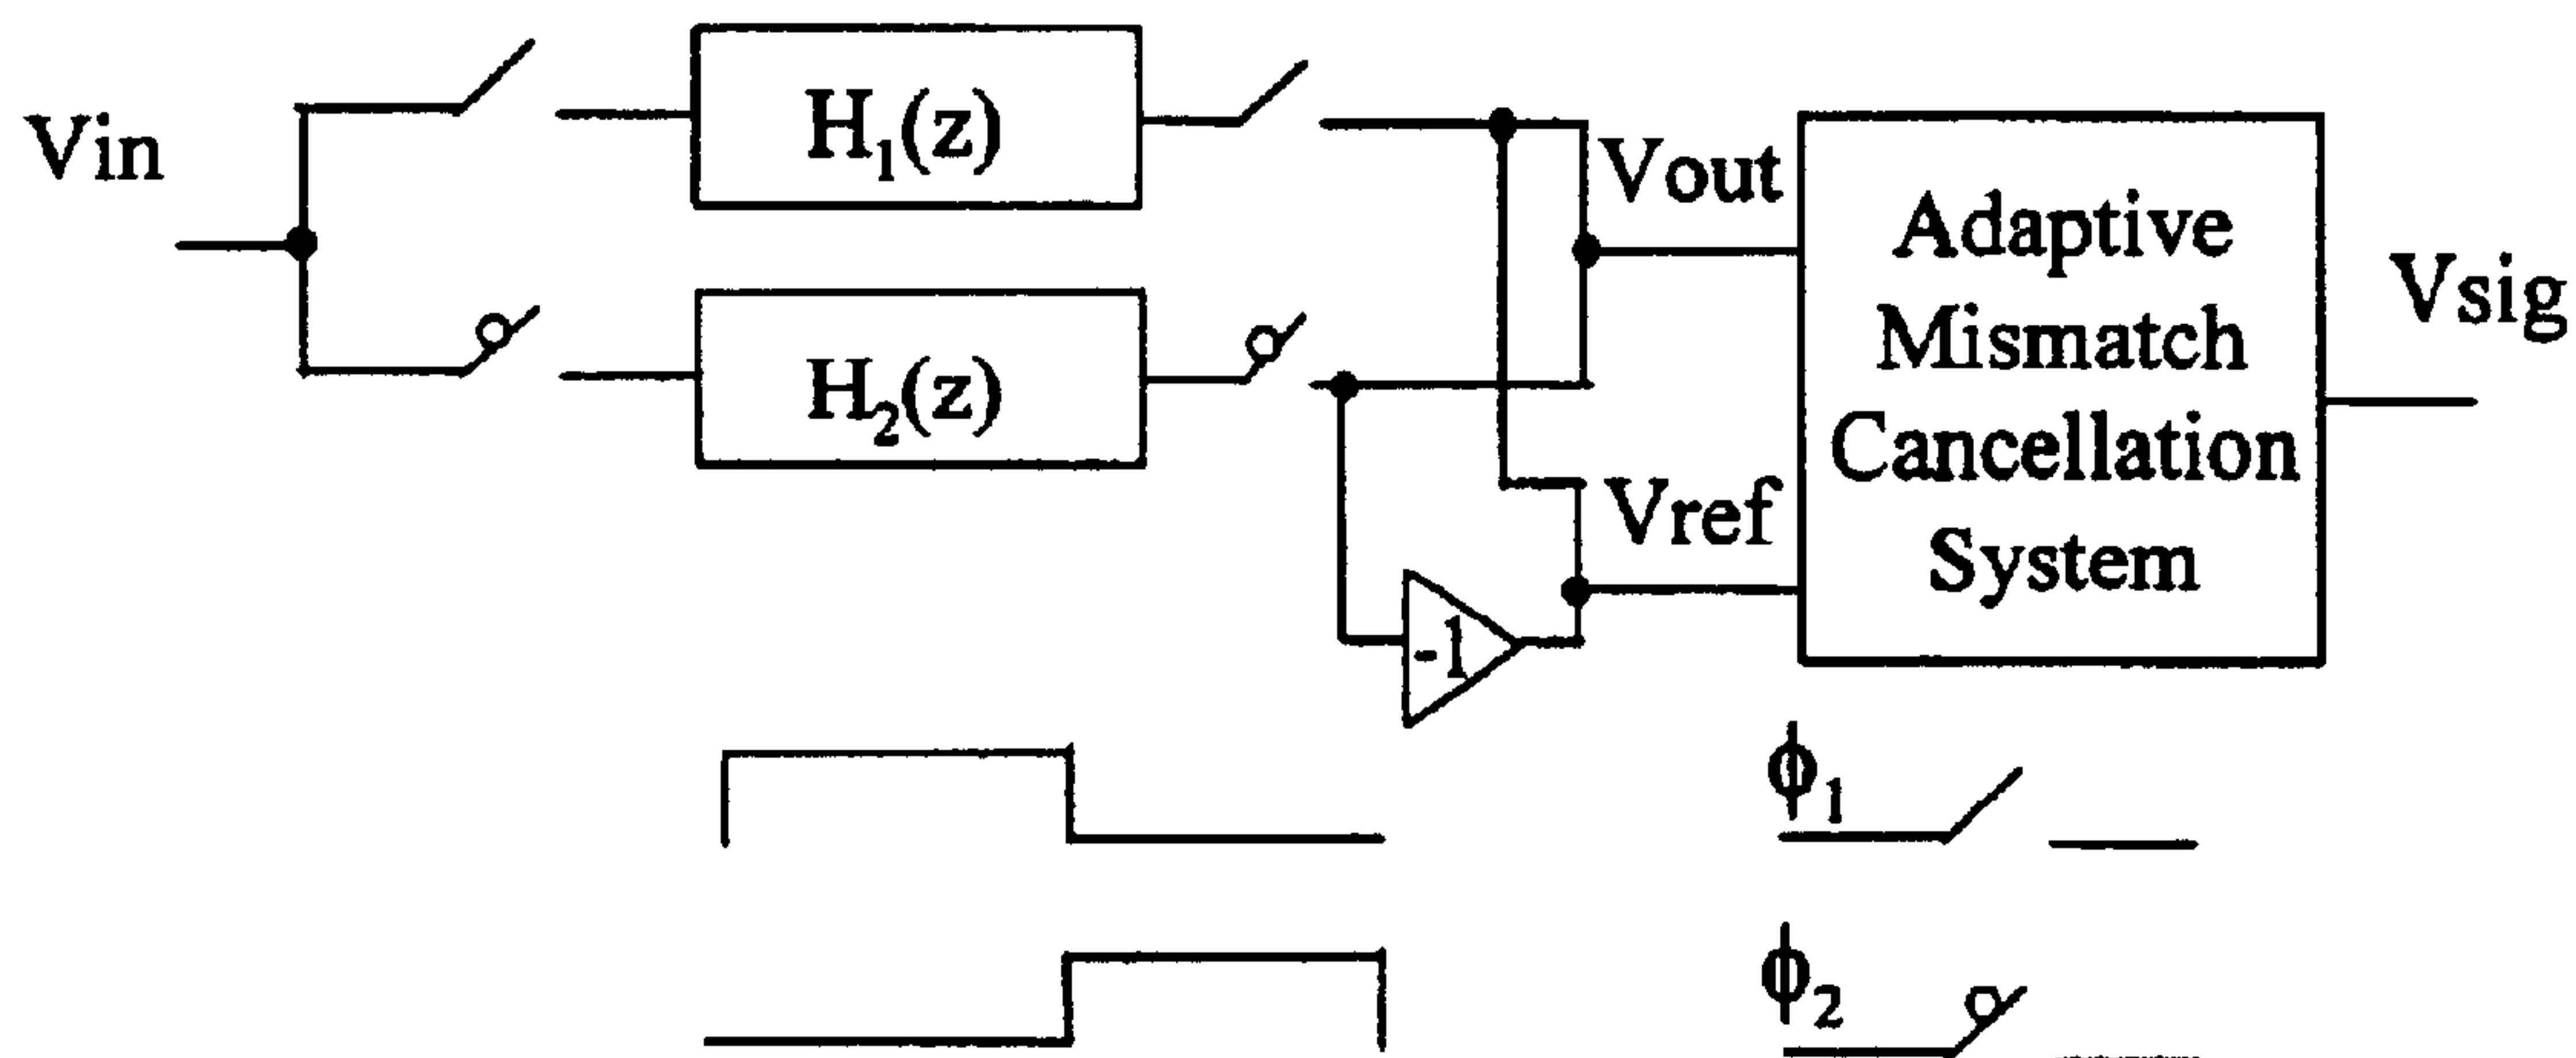 Vin
H₁(z)
Vout
H₂(z)
Vref
-1
Adaptive
Mismatch
Cancellation
System
Vsig
ϕ₁
ϕ₂